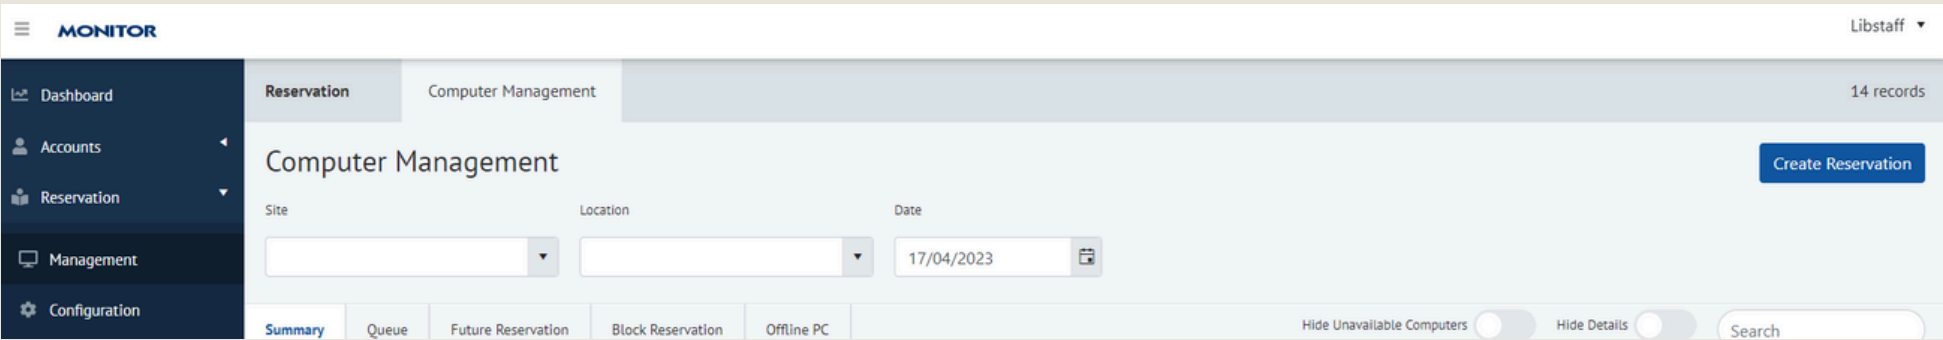 MONITOR
Libstaff
Dashboard
Accounts
Reservation
Management
Configuration
Reservation Computer Management 14 records
Computer Management
Create Reservation
Site Location Date
17/04/2023
Summary Queue Future Reservation Block Reservation Offline PC Hide Unavailable Computers Hide Details Search